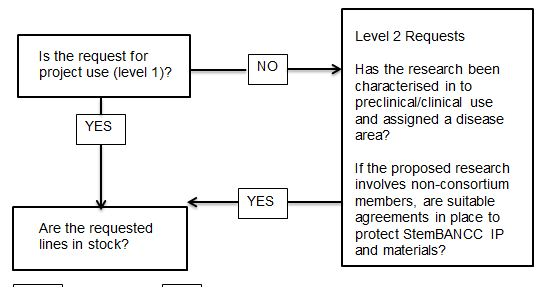 Is the request for
project use (level 1)?
NO
Level 2 Requests
Has the research been
characterised in to
preclinical/clinical use
and assigned a disease
area?
If the proposed research
involves non-consortium
members, are suitable
agreements in place to
protect StemBANCC IP
and materials?
YES
YES
Are the requested
lines in stock?